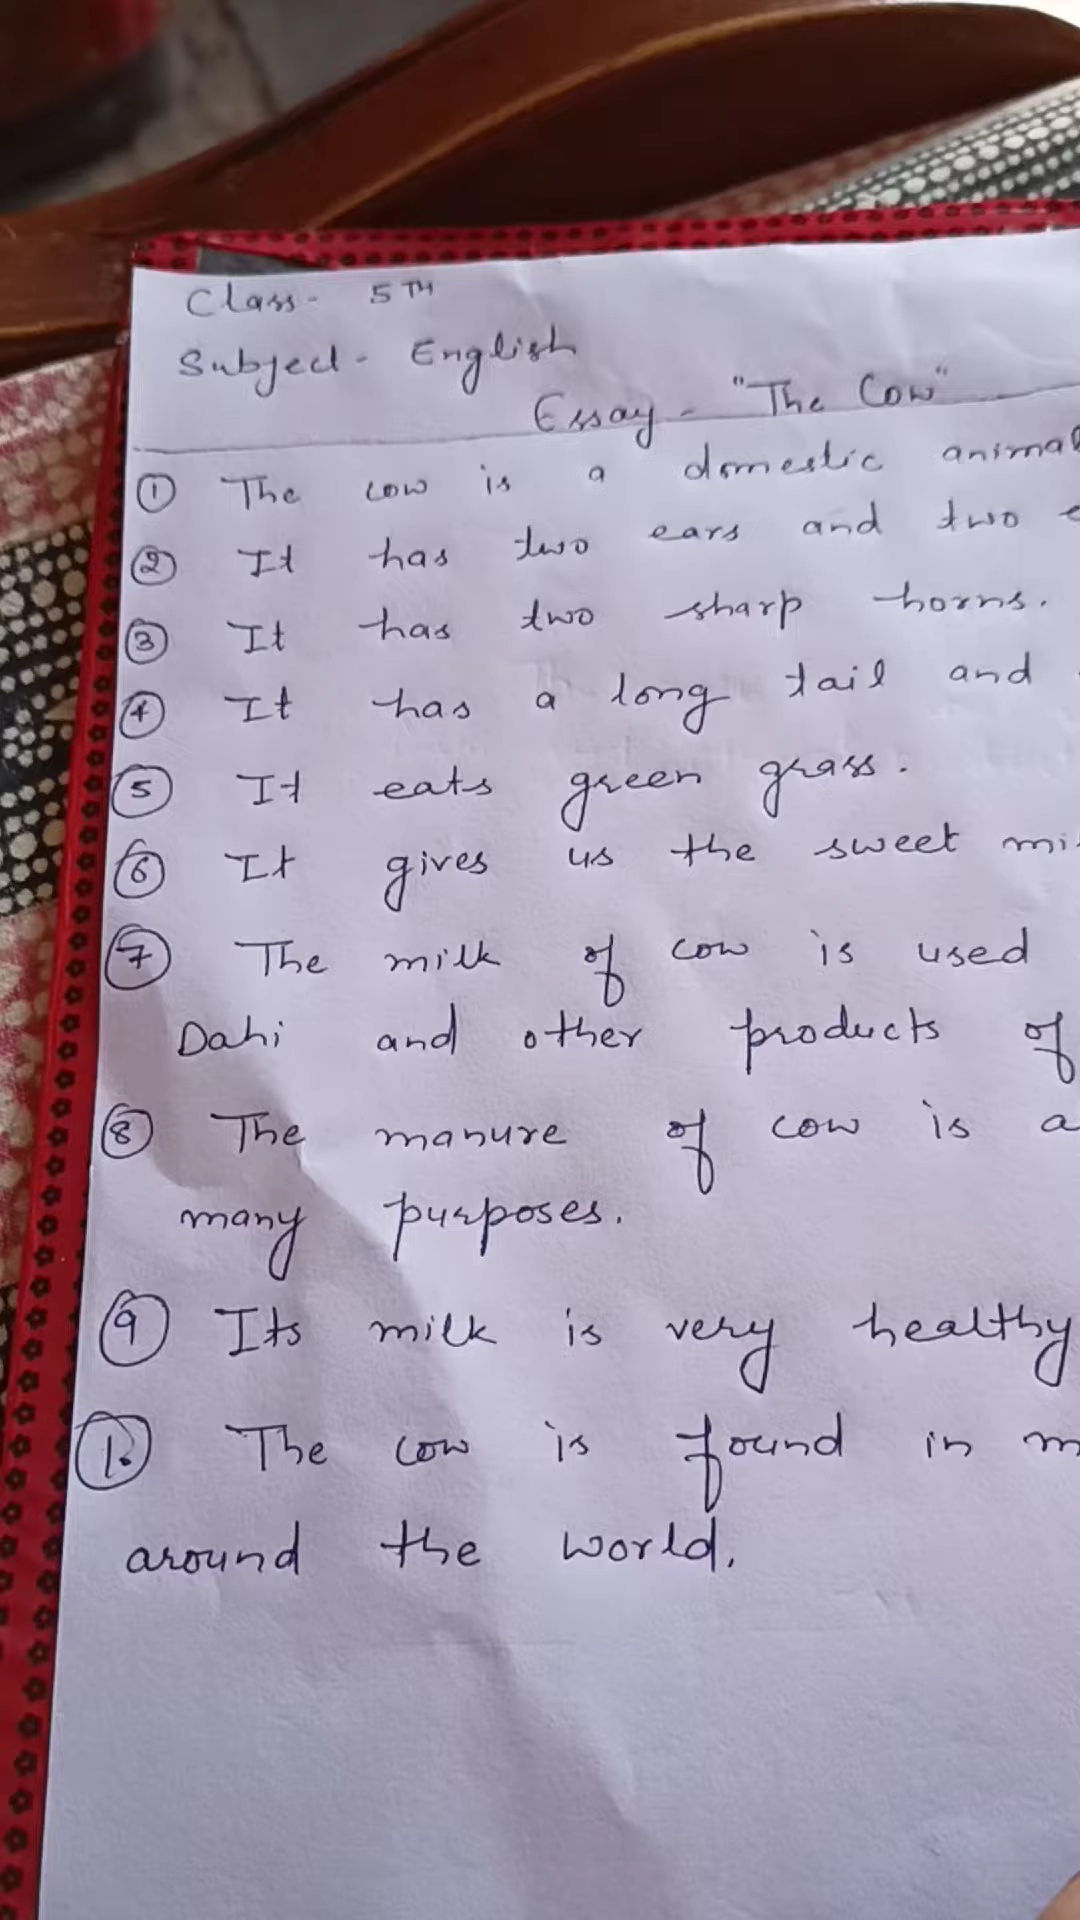 Class- 5TH
Subject- English
Essay - "The Cow"
① The cow is a domestic animal
② It has two ears and two
③ It has two sharp horns.
④ It has a long tail and
⑤ It eats green grass.
⑥ It gives us the sweet
⑦ The milk of cow is used
Dahi and other products of
⑧ The manure of cow is
many purposes.
⑨ Its milk is very healthy
The cow is found in
around the world.